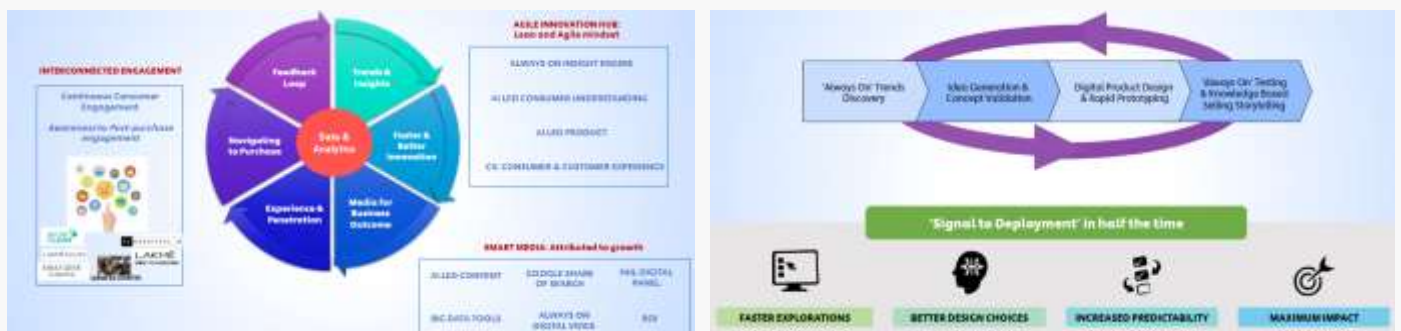 INTERCONNECTED ENGAGEMENT
Continuous Consumer
Engagement
Awareness to Post-purchase
engagement
LAKMÉ
Feedback
Loop
Trends &
Insights
Navigating
to Purchase
Data &
Analytics
Faster &
Better
Innovation
Experience &
Penetration
Media for
Business
Outcome
AGILE INNOVATION HUB:
Lean and Agile mindset
ALWAYS ON INSIGHT ENGINE
AI LED CONSUMER UNDERSTANDING
AI LED PRODUCT
CONSUMER & CUSTOMER EXPERIENCE
SMART MEDIA: Attributed to growth
AI LED CONTENT
GOOGLE SHARE
OF SEARCH
DIGITAL
PANEL
BIG DATA TOOLS
ALWAYS ON
DIGITAL VIDEO
ROI
'Always On' Trends
Discovery
Idea Generation &
Concept Validation
Digital Product Design
& Rapid Prototyping
'Always On' Testing
& Knowledge Based
Selling Storytelling
'Signal to Deployment' in half the time
FASTER EXPLORATIONS
BETTER DESIGN CHOICES
INCREASED PREDICTABILITY
MAXIMUM IMPACT